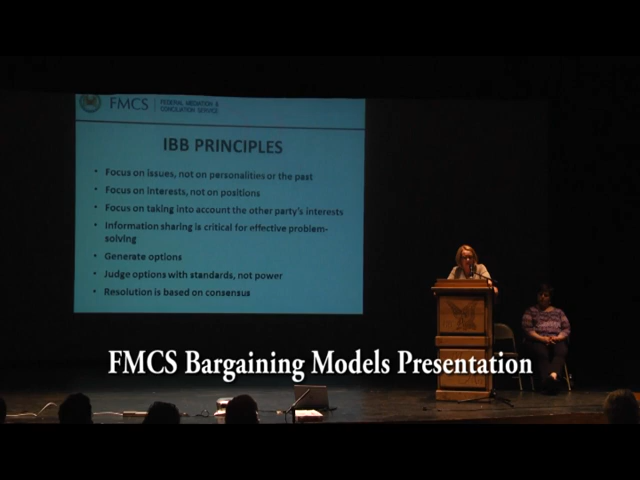 FMCS FEDERAL MEDIATION &
CONCILIATION SERVICE
IBB PRINCIPLES
• Focus on issues, not on personalities or the past
• Focus on interests, not on positions
• Focus on taking into account the other party's interests
• Information sharing is critical for effective problem-
solving
• Generate options
• Judge options with standards, not power
• Resolution is based on consensus
FMCS Bargaining Models Presentation